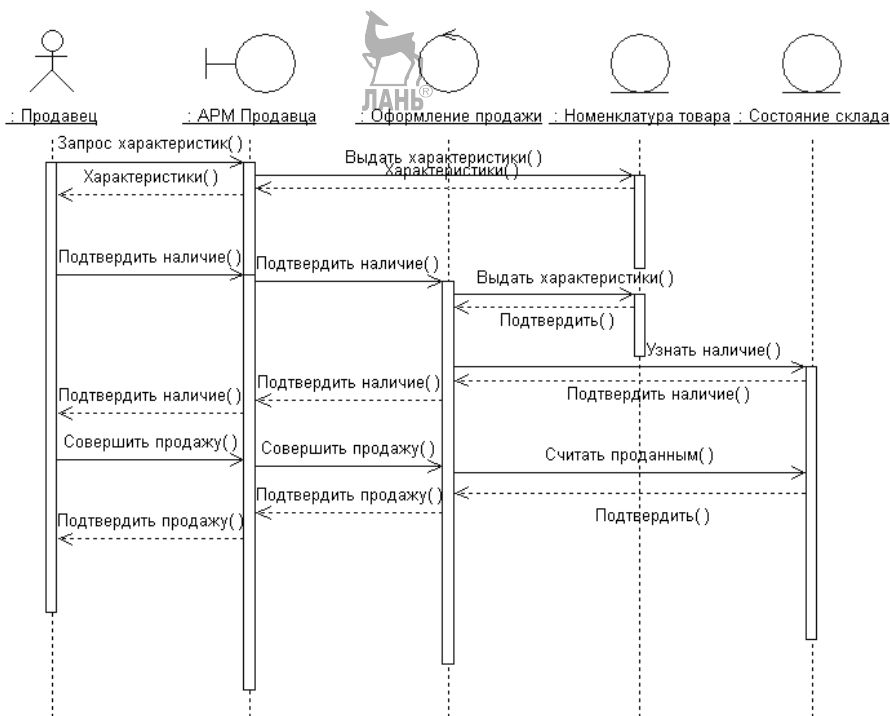 ЛАНЬ®
: Продавец
: АРМ Продавца
: Оформление продажи
: Номенклатура товара
: Состояние склада
Запрос характеристик( )
Выдать характеристики( )
Характеристики( )
Характеристики( )
Подтвердить наличие( )
Подтвердить наличие( )
Выдать характеристики( )
Подтвердить( )
Узнать наличие( )
Подтвердить наличие( )
Подтвердить наличие( )
Подтвердить наличие( )
Совершить продажу( )
Совершить продажу( )
Считать проданным( )
Подтвердить( )
Подтвердить продажу( )
Подтвердить продажу( )